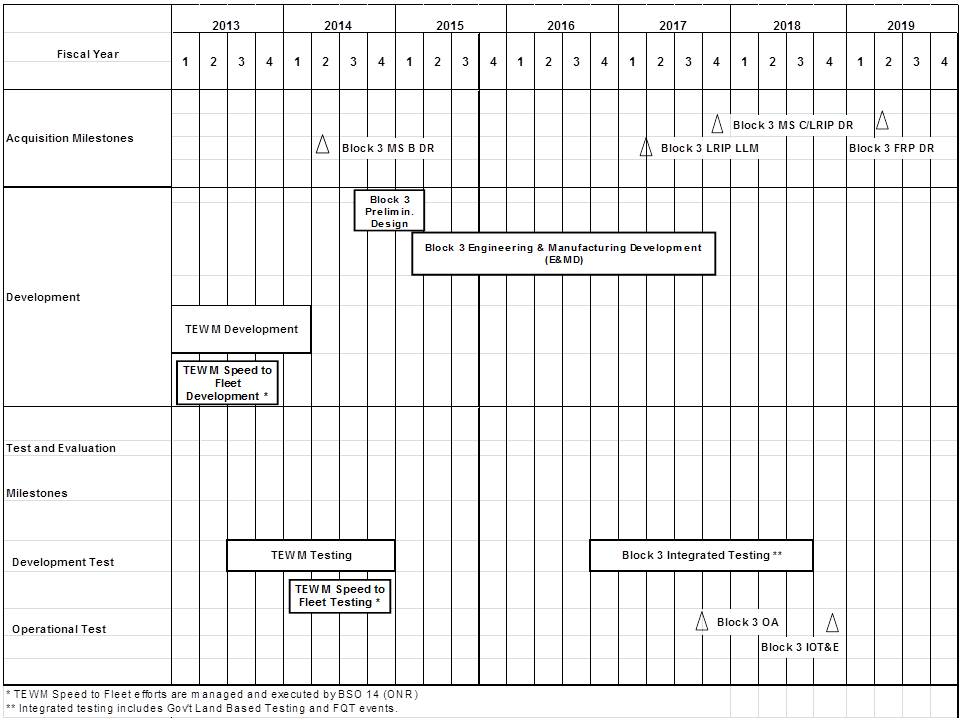 2013 2014 2015 2016 2017 2018 2019
Fiscal Year
1 2 3 4 1 2 3 4 1 2 3 4 1 2 3 4 1 2 3 4 1 2 3 4 1 2 3 4
Acquisition Milestones
Block 3 MS B DR
Block 3 MS C/LRIP DR
Block 3 LRIP LLM
Block 3 FRP DR
Development
Block 3
Prelimin.
Design
Block 3 Engineering & Manufacturing Development
(E&MD)
TEWM Development
TEWM Speed to
Fleet
Development *
Test and Evaluation
Milestones
Development Test
TEWM Testing
Block 3 Integrated Testing **
TEWM Speed to
Fleet Testing *
Operational Test
Block 3 OA
Block 3 IOT&E
* TEWM Speed to Fleet efforts are managed and executed by BSO 14 (ONR)
** Integrated testing includes Gov't Land Based Testing and FQT events.